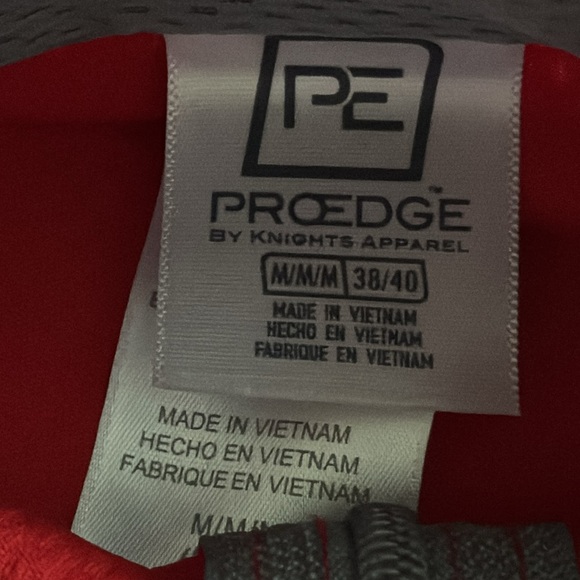 PE
PROEDGE™
BY KNIGHTS APPAREL
M/M/M 38/40
MADE IN VIETNAM
HECHO EN VIETNAM
FABRIQUE EN VIETNAM
MADE IN VIETNAM
HECHO EN VIETNAM
FABRIQUE EN VIETNAM